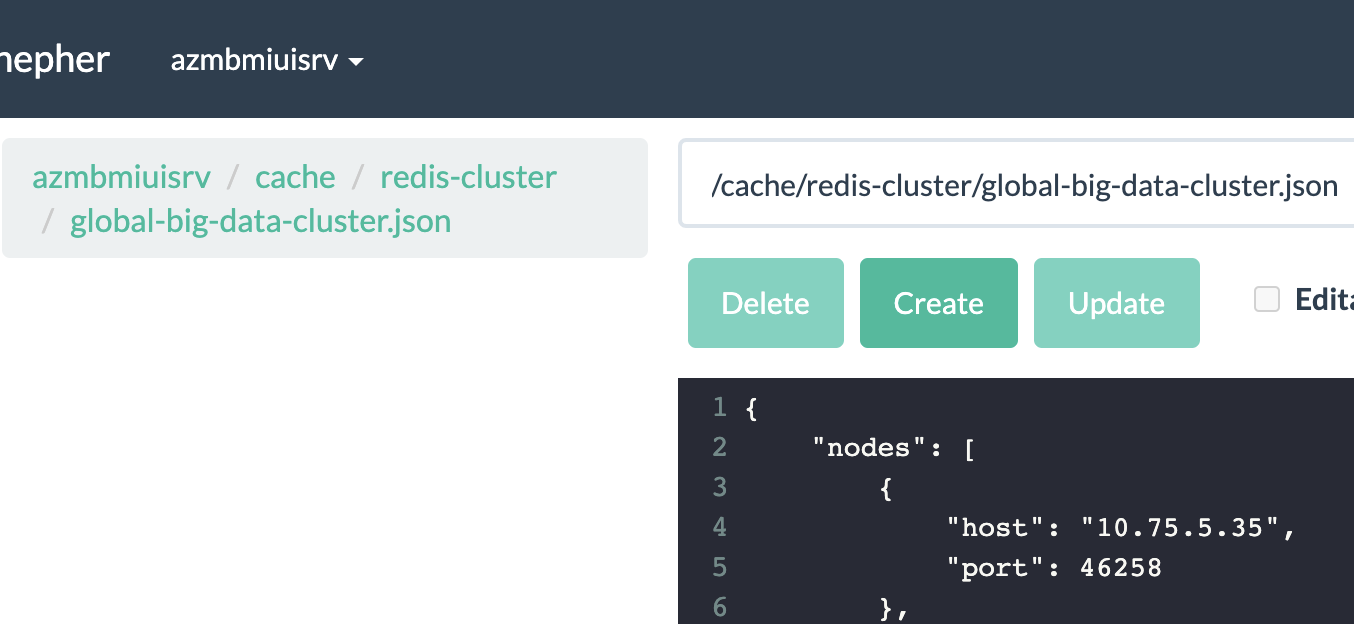 nepher azmbmiuisrv
azmbmiuisrv / cache / redis-cluster
/ global-big-data-cluster.json
/cache/redis-cluster/global-big-data-cluster.json
Delete Create Update Edita
1 {
2 "nodes": [
3 {
4 "host": "10.75.5.35",
5 "port": 46258
6 },